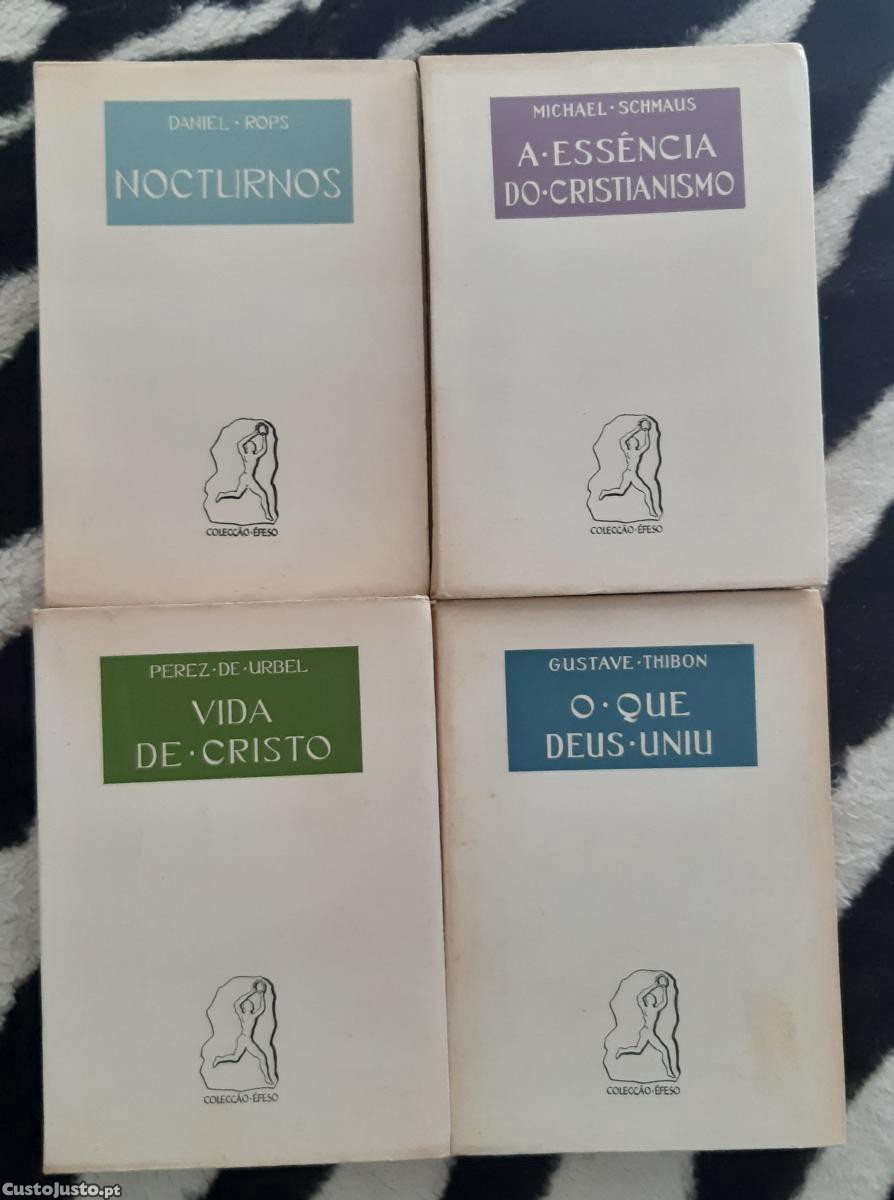 DANIEL·ROPS
NOCTURNOS
COLECÇÃO·ÉFESO
MICHAEL·SCHMAUS
A·ESSÊNCIA
DO·CRISTIANISMO
COLECÇÃO·ÉFESO
PEREZ·DE·URBEL
VIDA
DE·CRISTO
COLECÇÃO·ÉFESO
GUSTAVE·THIBON
O·QUE
DEUS·UNIU
COLECÇÃO·ÉFESO
CustoJusto.pt